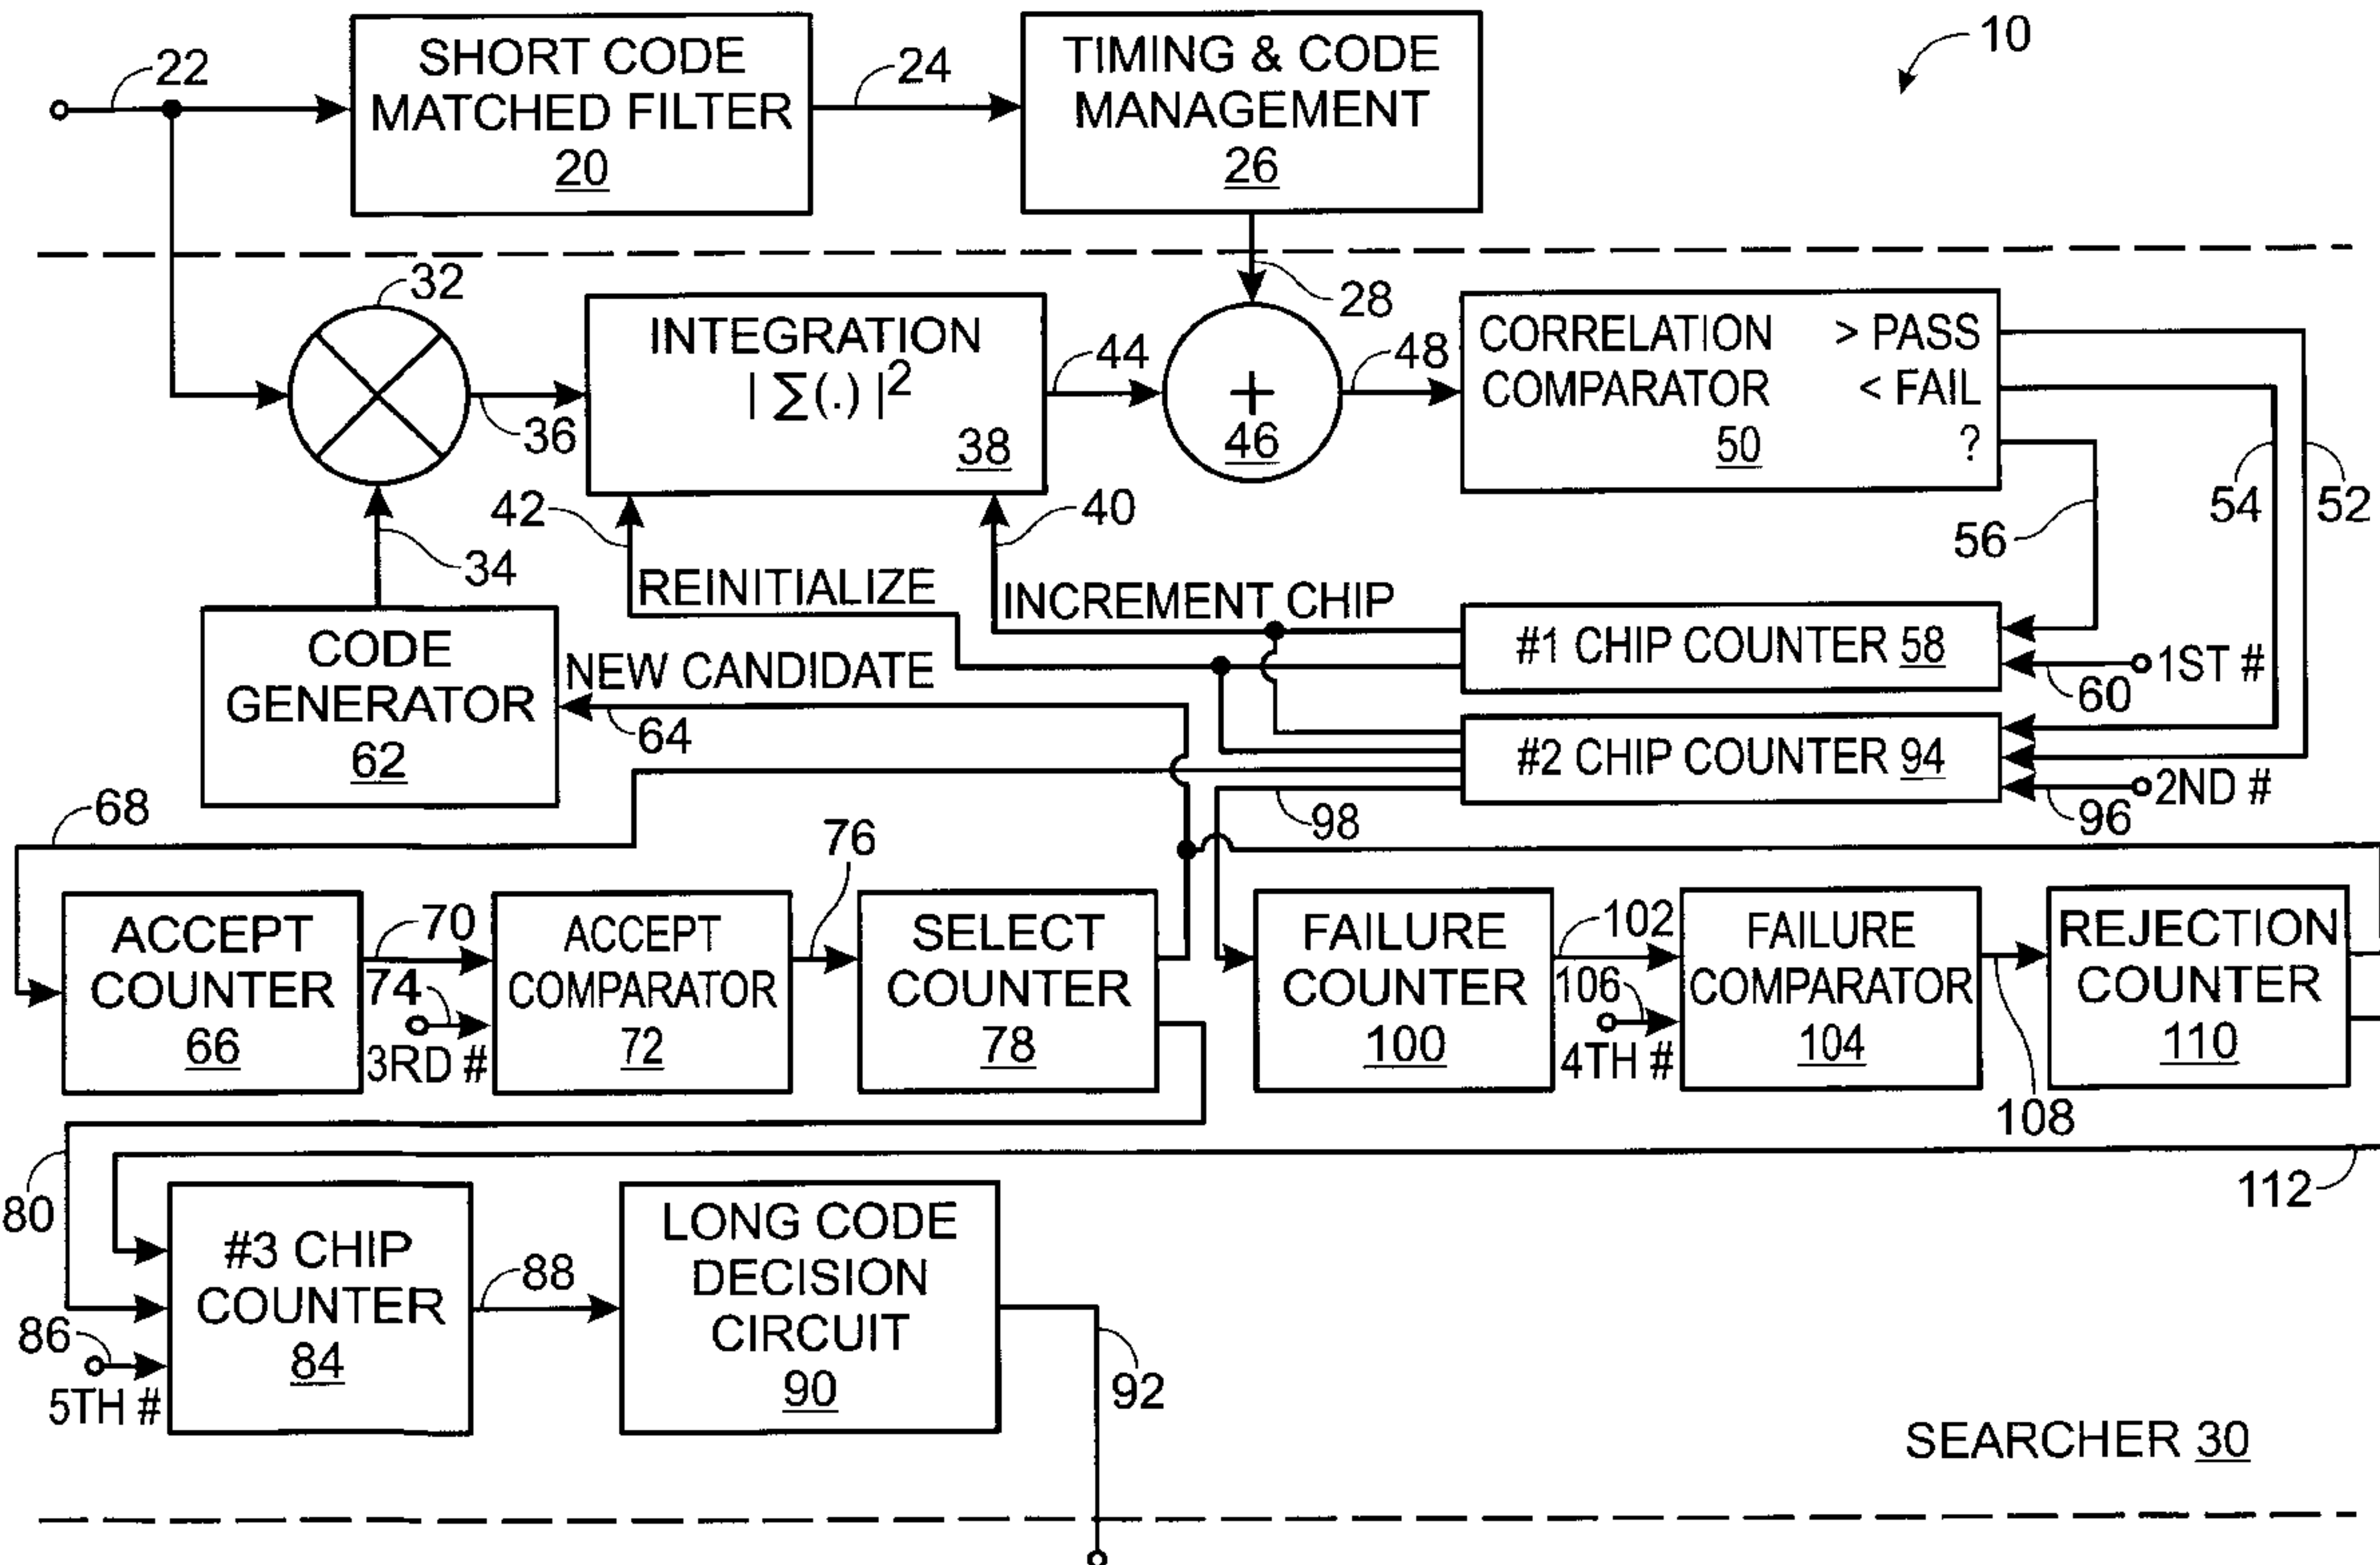 22
SHORT CODE
MATCHED FILTER
20
24
TIMING & CODE
MANAGEMENT
26
10
32
28
INTEGRATION
| ∑(.) |²
38
36
44
+
46
48
CORRELATION > PASS
COMPARATOR < FAIL
50 ?
42
40
34
56
54
52
REINITIALIZE
INCREMENT CHIP
CODE
GENERATOR
62
NEW CANDIDATE
64
#1 CHIP COUNTER 58
1ST #
60
#2 CHIP COUNTER 94
2ND #
96
68
98
76
ACCEPT
COUNTER
66
70
74
3RD #
ACCEPT
COMPARATOR
72
SELECT
COUNTER
78
FAILURE
COUNTER
100
102
106
4TH #
FAILURE
COMPARATOR
104
108
REJECTION
COUNTER
110
80
112
#3 CHIP
COUNTER
84
86
5TH #
88
LONG CODE
DECISION
CIRCUIT
90
92
SEARCHER 30